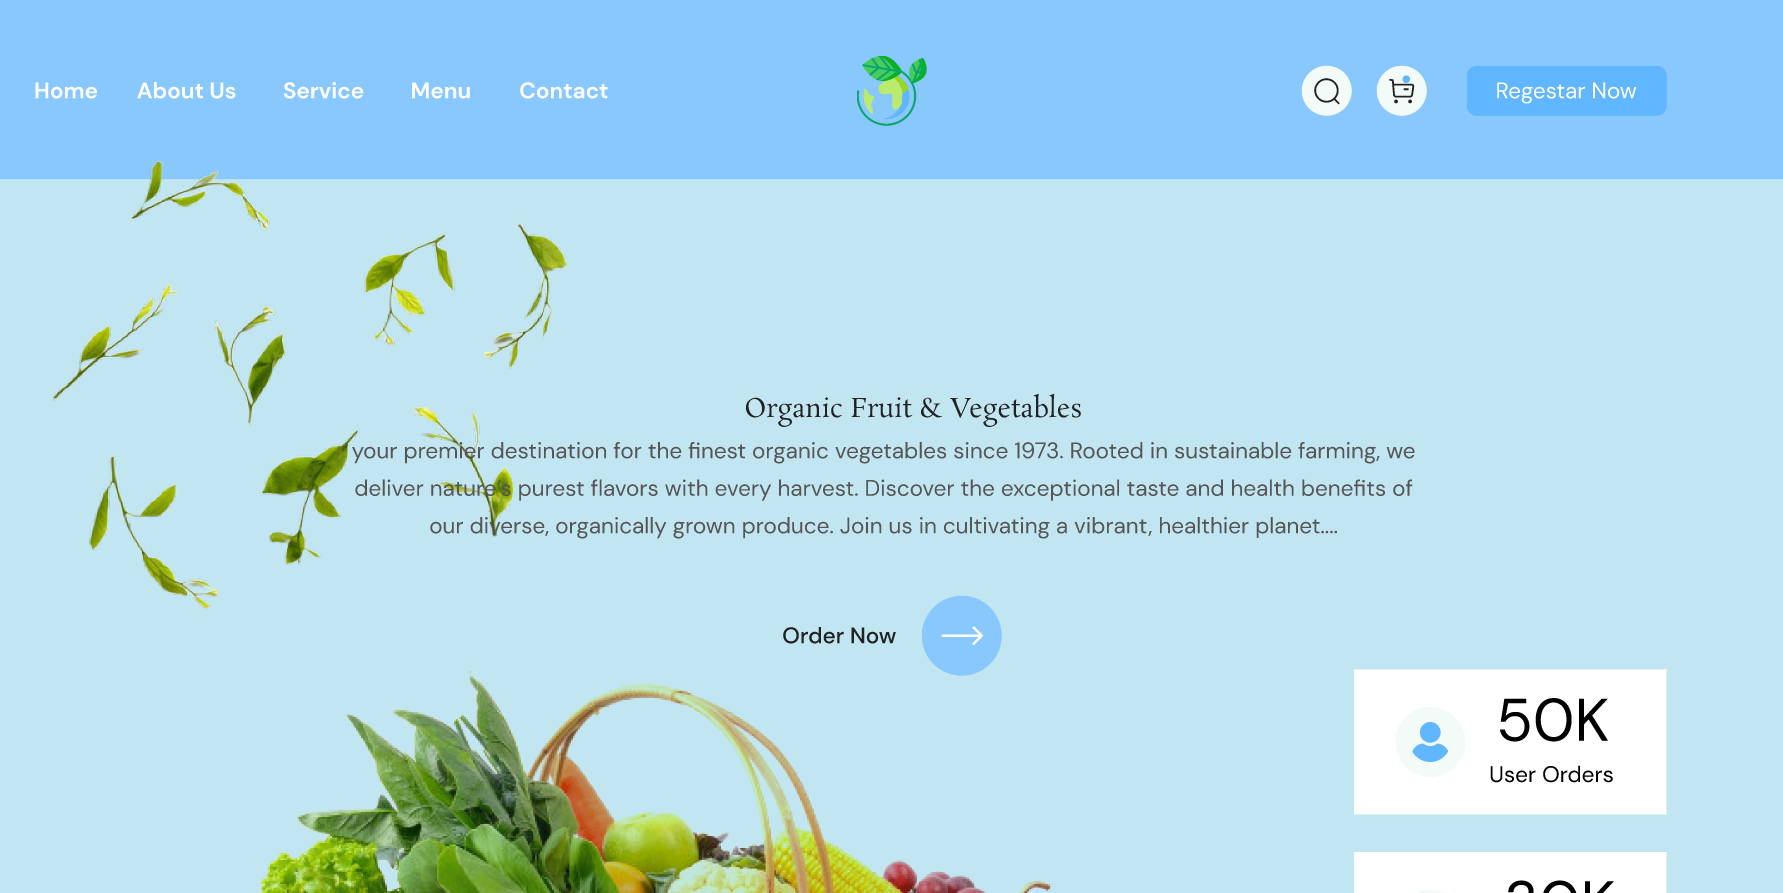 Home About Us Service Menu Contact Regestar Now
Organic Fruit & Vegetables
your premier destination for the finest organic vegetables since 1973. Rooted in sustainable farming, we
deliver nature's purest flavors with every harvest. Discover the exceptional taste and health benefits of
our diverse, organically grown produce. Join us in cultivating a vibrant, healthier planet....
Order Now
50K
User Orders